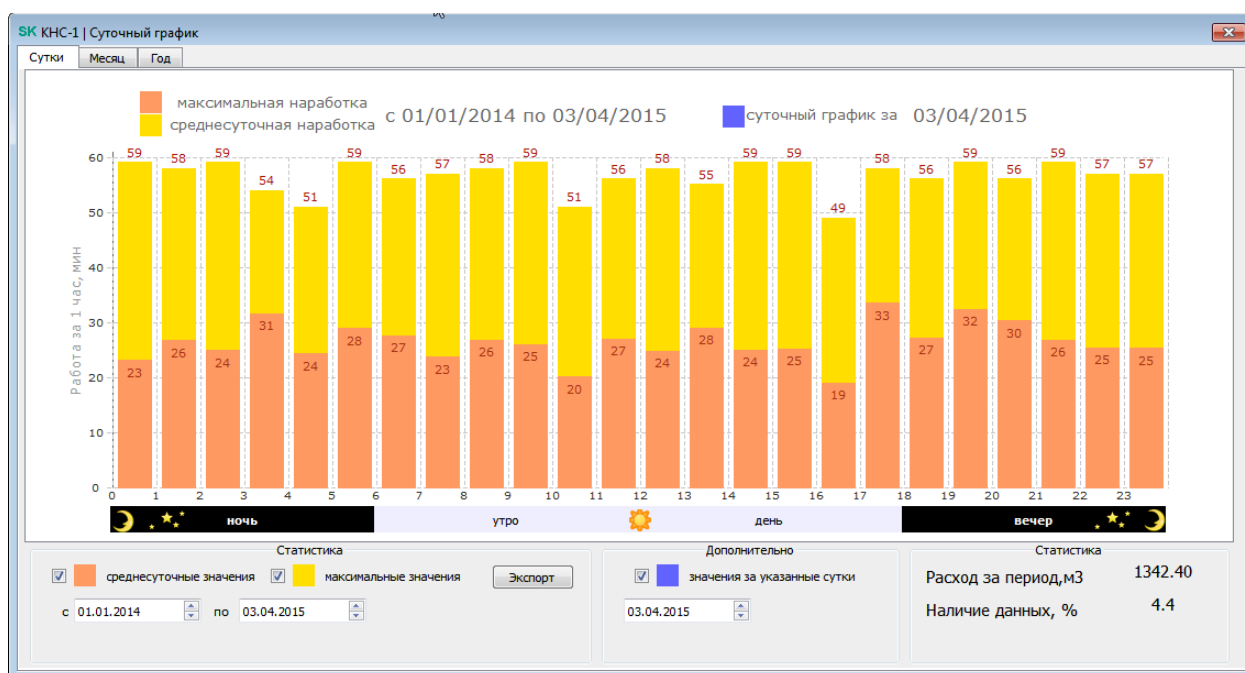 SK КНС-1 | Суточный график
Сутки Месяц Год
максимальная наработка
среднесуточная наработка
с 01/01/2014 по 03/04/2015
суточный график за 03/04/2015
Работа за 1 час, мин
60
50
40
30
20
10
0
59 58 59 54 51 59 56 57 58 59 51 56 58 55 59 59 49 58 56 59 56 59 57 57
23 26 24 31 24 28 27 23 26 25 20 27 24 28 24 25 19 33 27 32 30 26 25 25
0 1 2 3 4 5 6 7 8 9 10 11 12 13 14 15 16 17 18 19 20 21 22 23
ночь утро день вечер
Статистика
среднесуточные значения максимальные значения Экспорт
с 01.01.2014 по 03.04.2015
Дополнительно
значения за указанные сутки
03.04.2015
Статистика
Расход за период,м3 1342.40
Наличие данных, % 4.4